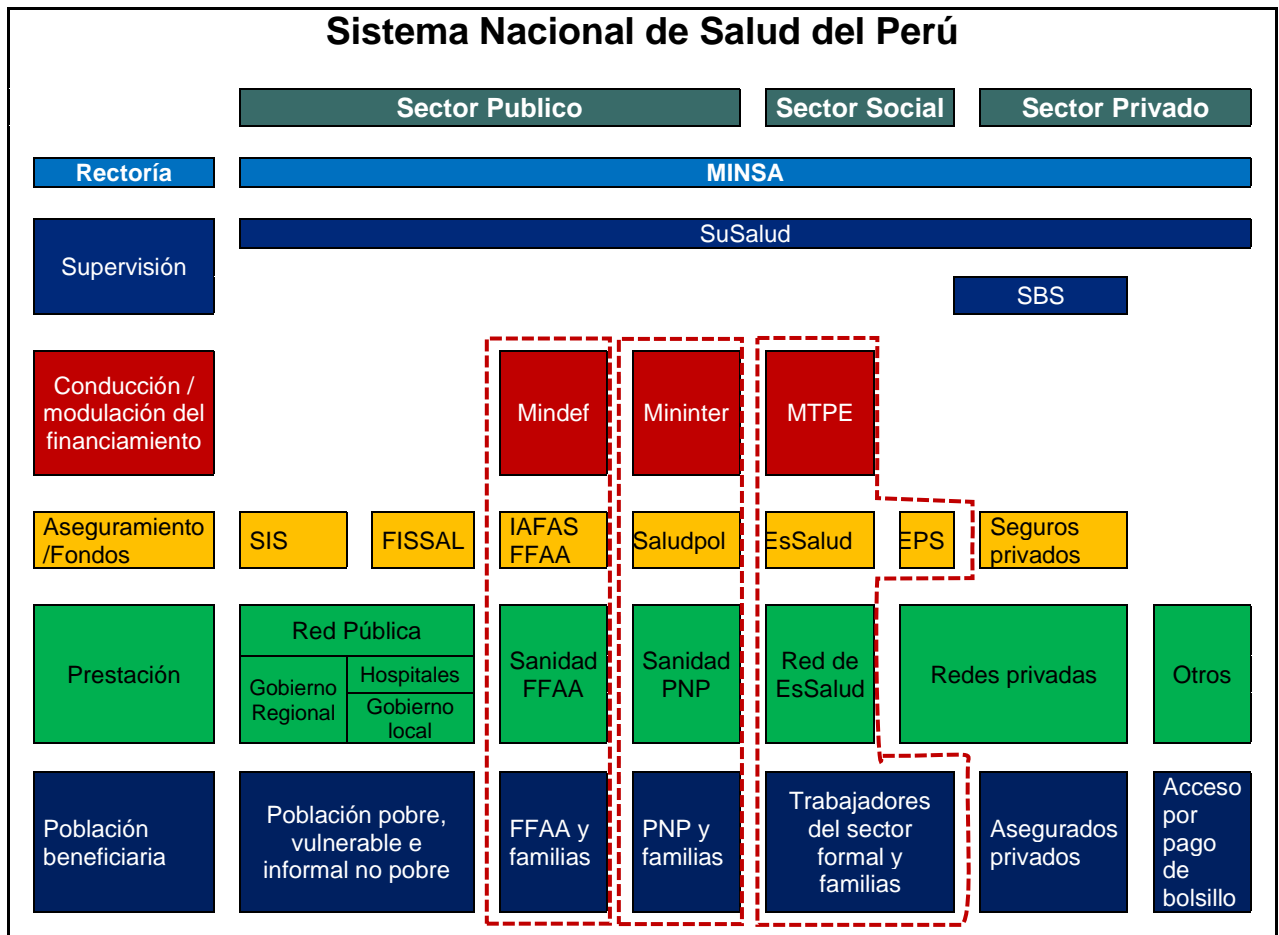 Sistema Nacional de Salud del Perú
Sector Publico
Sector Social
Sector Privado
Rectoría
MINSA
Supervisión
SuSalud
SBS
Conducción /
modulación del
financiamiento
Mindef
Mininter
MTPE
Aseguramiento
/Fondos
SIS
FISSAL
IAFAS
FFAA
Saludpol
EsSalud
EPS
Seguros
privados
Prestación
Red Pública
Gobierno
Regional
Hospitales
Gobierno
local
Sanidad
FFAA
Sanidad
PNP
Red de
EsSalud
Redes privadas
Otros
Población
beneficiaria
Población pobre,
vulnerable e
informal no pobre
FFAA y
familias
PNP y
familias
Trabajadores
del sector
formal y
familias
Asegurados
privados
Acceso
por
pago
de
bolsillo